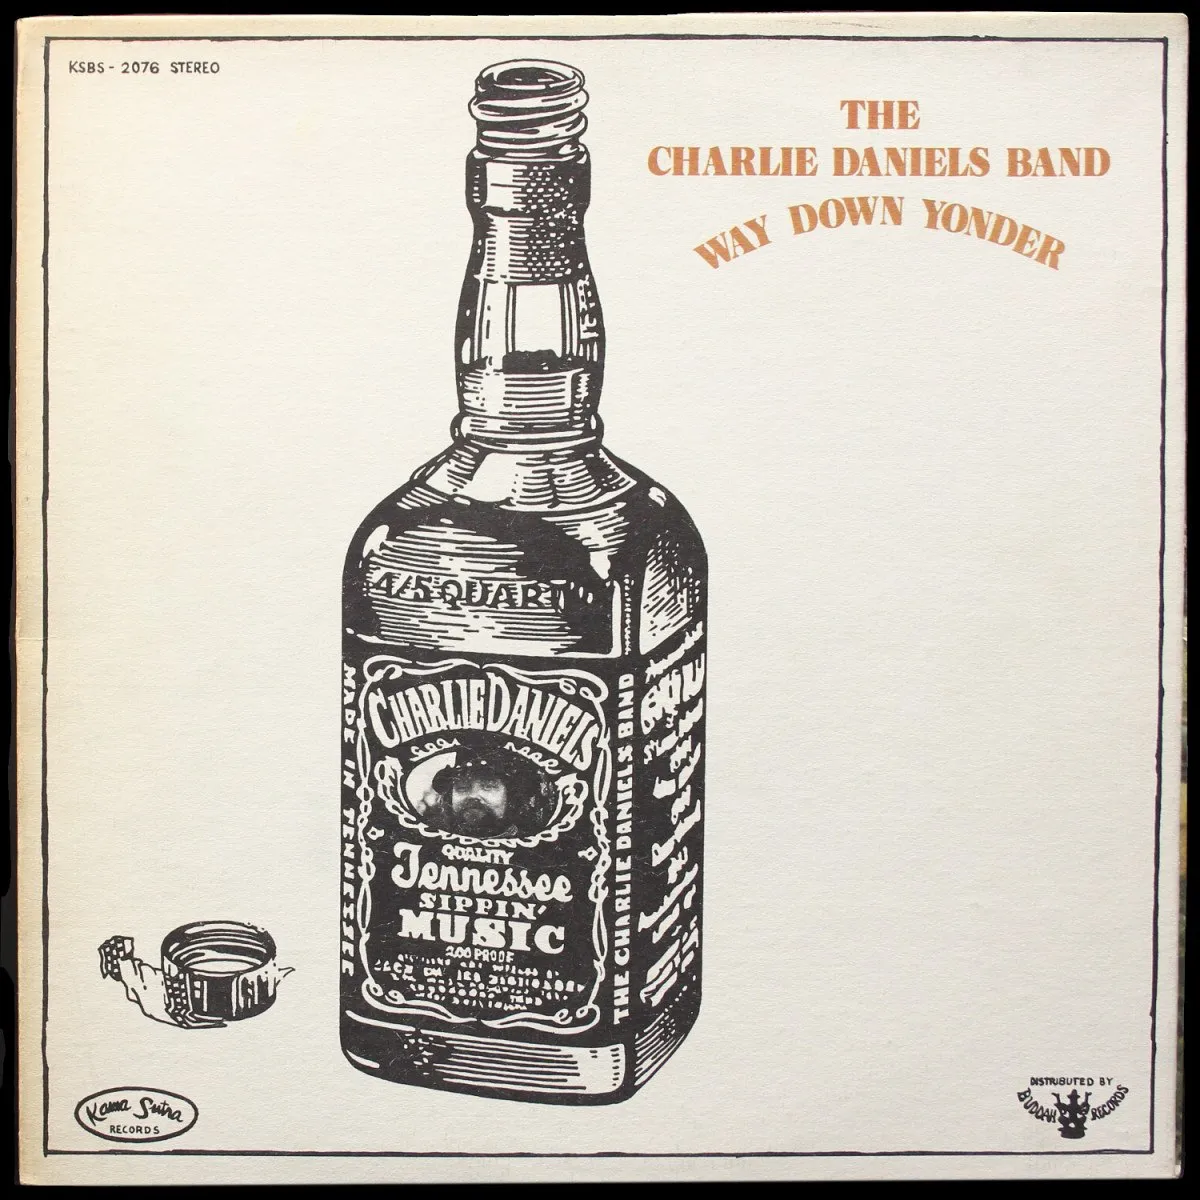 KSBS - 2076 STEREO
THE
CHARLIE DANIELS BAND
WAY DOWN YONDER
4/5 QUART
MADE IN TENNESSEE
CHARLIE DANIELS
QUALITY
Tennessee
SIPPIN'
MUSIC
200 PROOF
THE CHARLIE DANIELS BAND
Kama Sutra
RECORDS
DISTRIBUTED BY
BUDDAH RECORDS